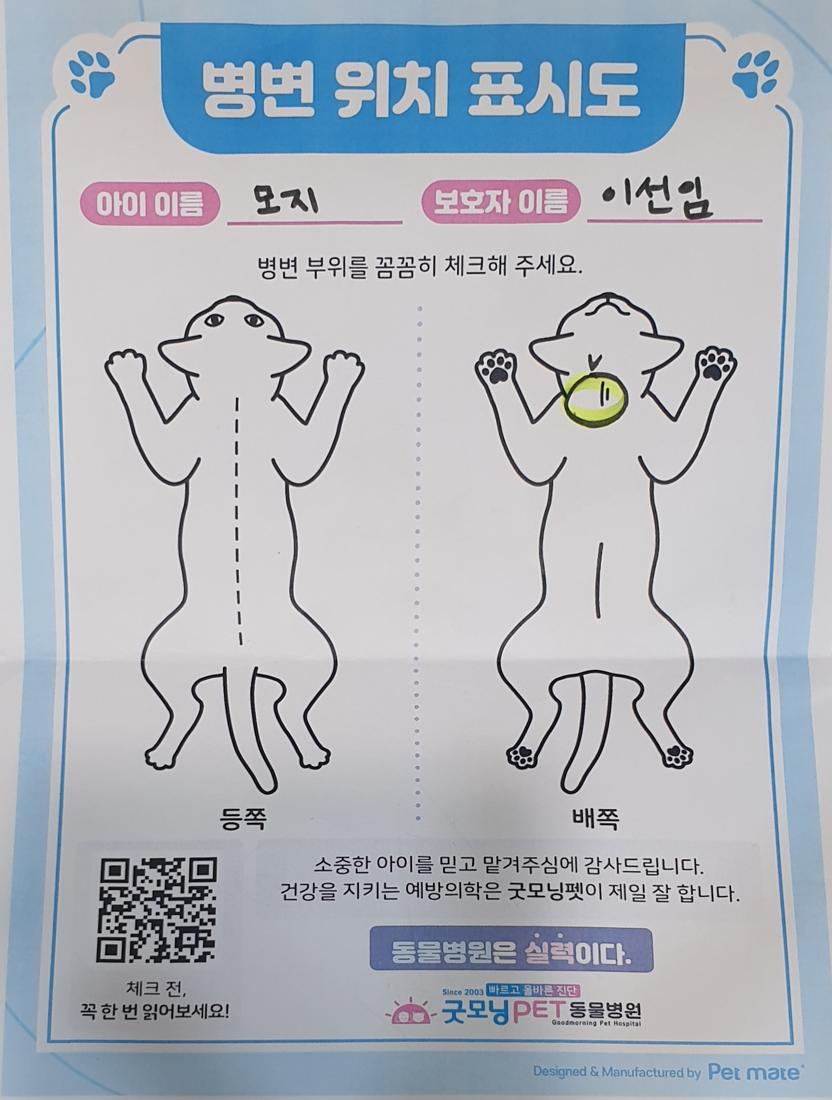 병변 위치 표시도
아이 이름 모지 보호자 이름 이선임
병변 부위를 꼼꼼히 체크해 주세요.
V
등쪽 배쪽
소중한 아이를 믿고 맡겨주심에 감사드립니다.
건강을 지키는 예방의학은 굿모닝펫이 제일 잘 합니다.
동물병원은 실력이다.
체크 전,
꼭 한 번 읽어보세요!
Since 2003 빠르고 올바른 진단
굿모닝PET동물병원
Goodmorning Pet Hospital
Designed & Manufactured by Pet mate